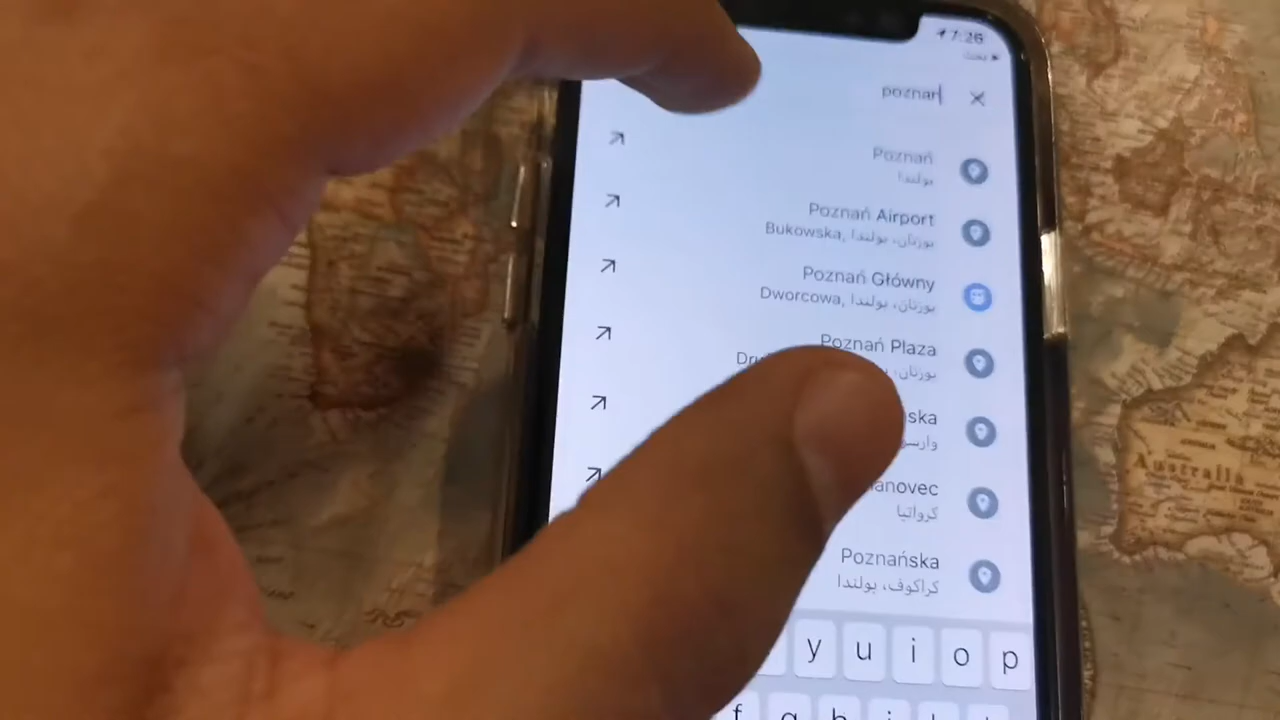 7:26
بحث
poznan
Poznań
بولندا
Poznań Airport
Bukowska, بوزنان، بولندا
Poznań Główny
Dworcowa, بوزنان، بولندا
Poznań Plaza
بوزنان،
ska
anovec
كرواتيا
Poznańska
كراكوف، بولندا
y u i o p
f g h j
Australia